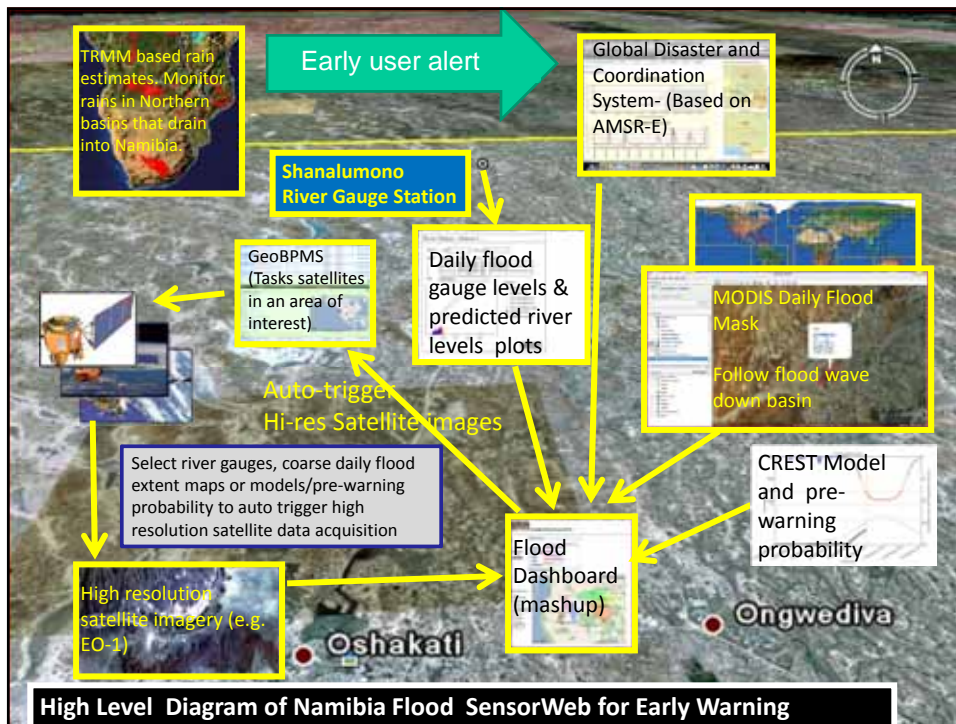 TRMM based rain
estimates. Monitor
rains in Northern
basins that drain
into Namibia.
Early user alert
Global Disaster and
Coordination
System- (Based on
AMSR-E)
N
Shanalumono
River Gauge Station
GeoBPMS
(Tasks satellites
in an area of
interest)
Daily flood
gauge levels &
predicted river
levels plots
MODIS Daily Flood
Mask
Follow flood wave
down basin
Auto-trigger
Hi-res Satellite images
Select river gauges, coarse daily flood
extent maps or models/pre-warning
probability to auto trigger high
resolution satellite data acquisition
CREST Model
and pre-
warning
probability
Flood
Dashboard
(mashup)
High resolution
satellite imagery (e.g.
EO-1)
Oshakati
Ongwediva
High Level Diagram of Namibia Flood SensorWeb for Early Warning